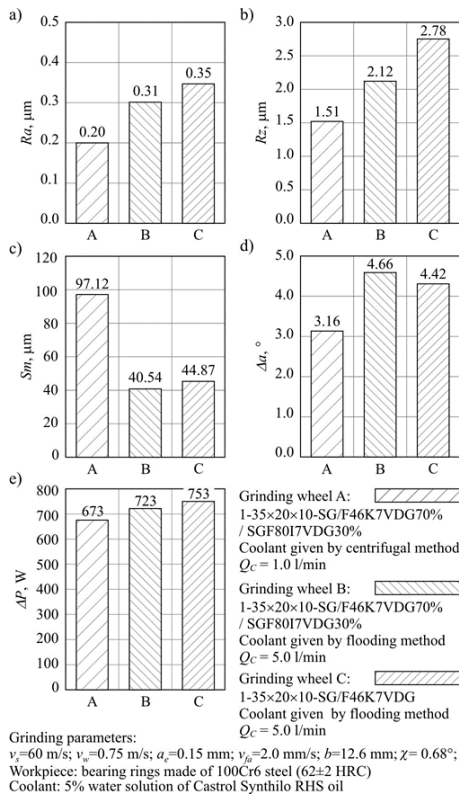 a)
0.5
0.4
0.3
0.2
0.1
0.0
Ra, μm
0.20
0.31
0.35
A B C
b)
3.0
2.5
2.0
1.5
1.0
0.5
0.0
Rz, μm
1.51
2.12
2.78
A B C
c)
120
100
80
60
40
20
0
Sm, μm
97.12
40.54
44.87
A B C
d)
5.0
4.0
3.0
2.0
1.0
0.0
Δa, °
3.16
4.66
4.42
A B C
e)
800
700
600
500
400
300
200
100
0
ΔP, W
673
723
753
A B C
Grinding wheel A:
1-35×20×10-SG/F46K7VDG70%
/ SGF80I7VDG30%
Coolant given by centrifugal method
QC = 1.0 l/min
Grinding wheel B:
1-35×20×10-SG/F46K7VDG70%
/ SGF80I7VDG30%
Coolant given by flooding method
QC = 5.0 l/min
Grinding wheel C:
1-35×20×10-SG/F46K7VDG
Coolant given by flooding method
QC = 5.0 l/min
Grinding parameters:
vs=60 m/s; vw=0.75 m/s; ae=0.15 mm; vfa=2.0 mm/s; b=12.6 mm; χ= 0.68°;
Workpiece: bearing rings made of 100Cr6 steel (62±2 HRC)
Coolant: 5% water solution of Castrol Synthilo RHS oil